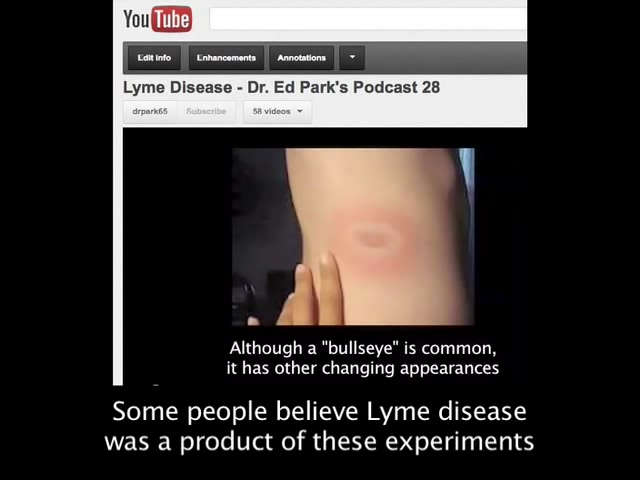 YouTube
Edit info Enhancements Annotations
Lyme Disease - Dr. Ed Park's Podcast 28
drpark65 Subscribe 58 videos
Although a "bullseye" is common,
it has other changing appearances
Some people believe Lyme disease
was a product of these experiments